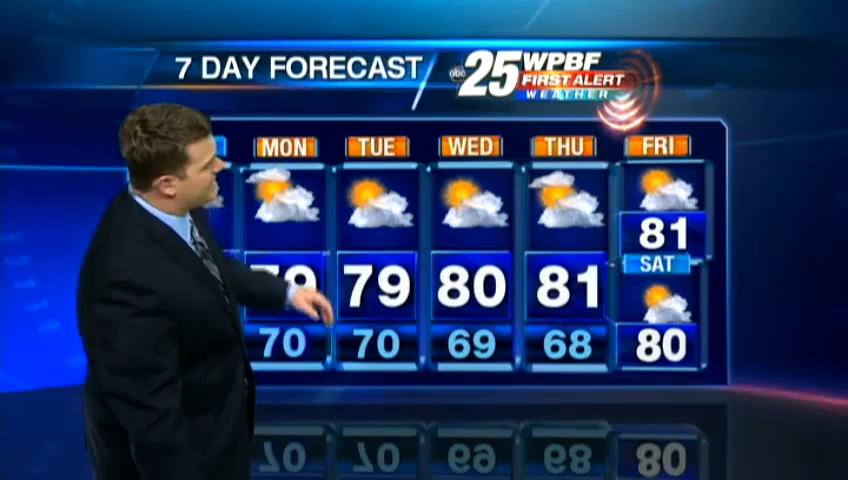 7 DAY FORECAST
abc 25 WPBF
FIRST ALERT
WEATHER
MON TUE WED THU FRI
79 79 80 81 81
SAT
70 70 69 68 80